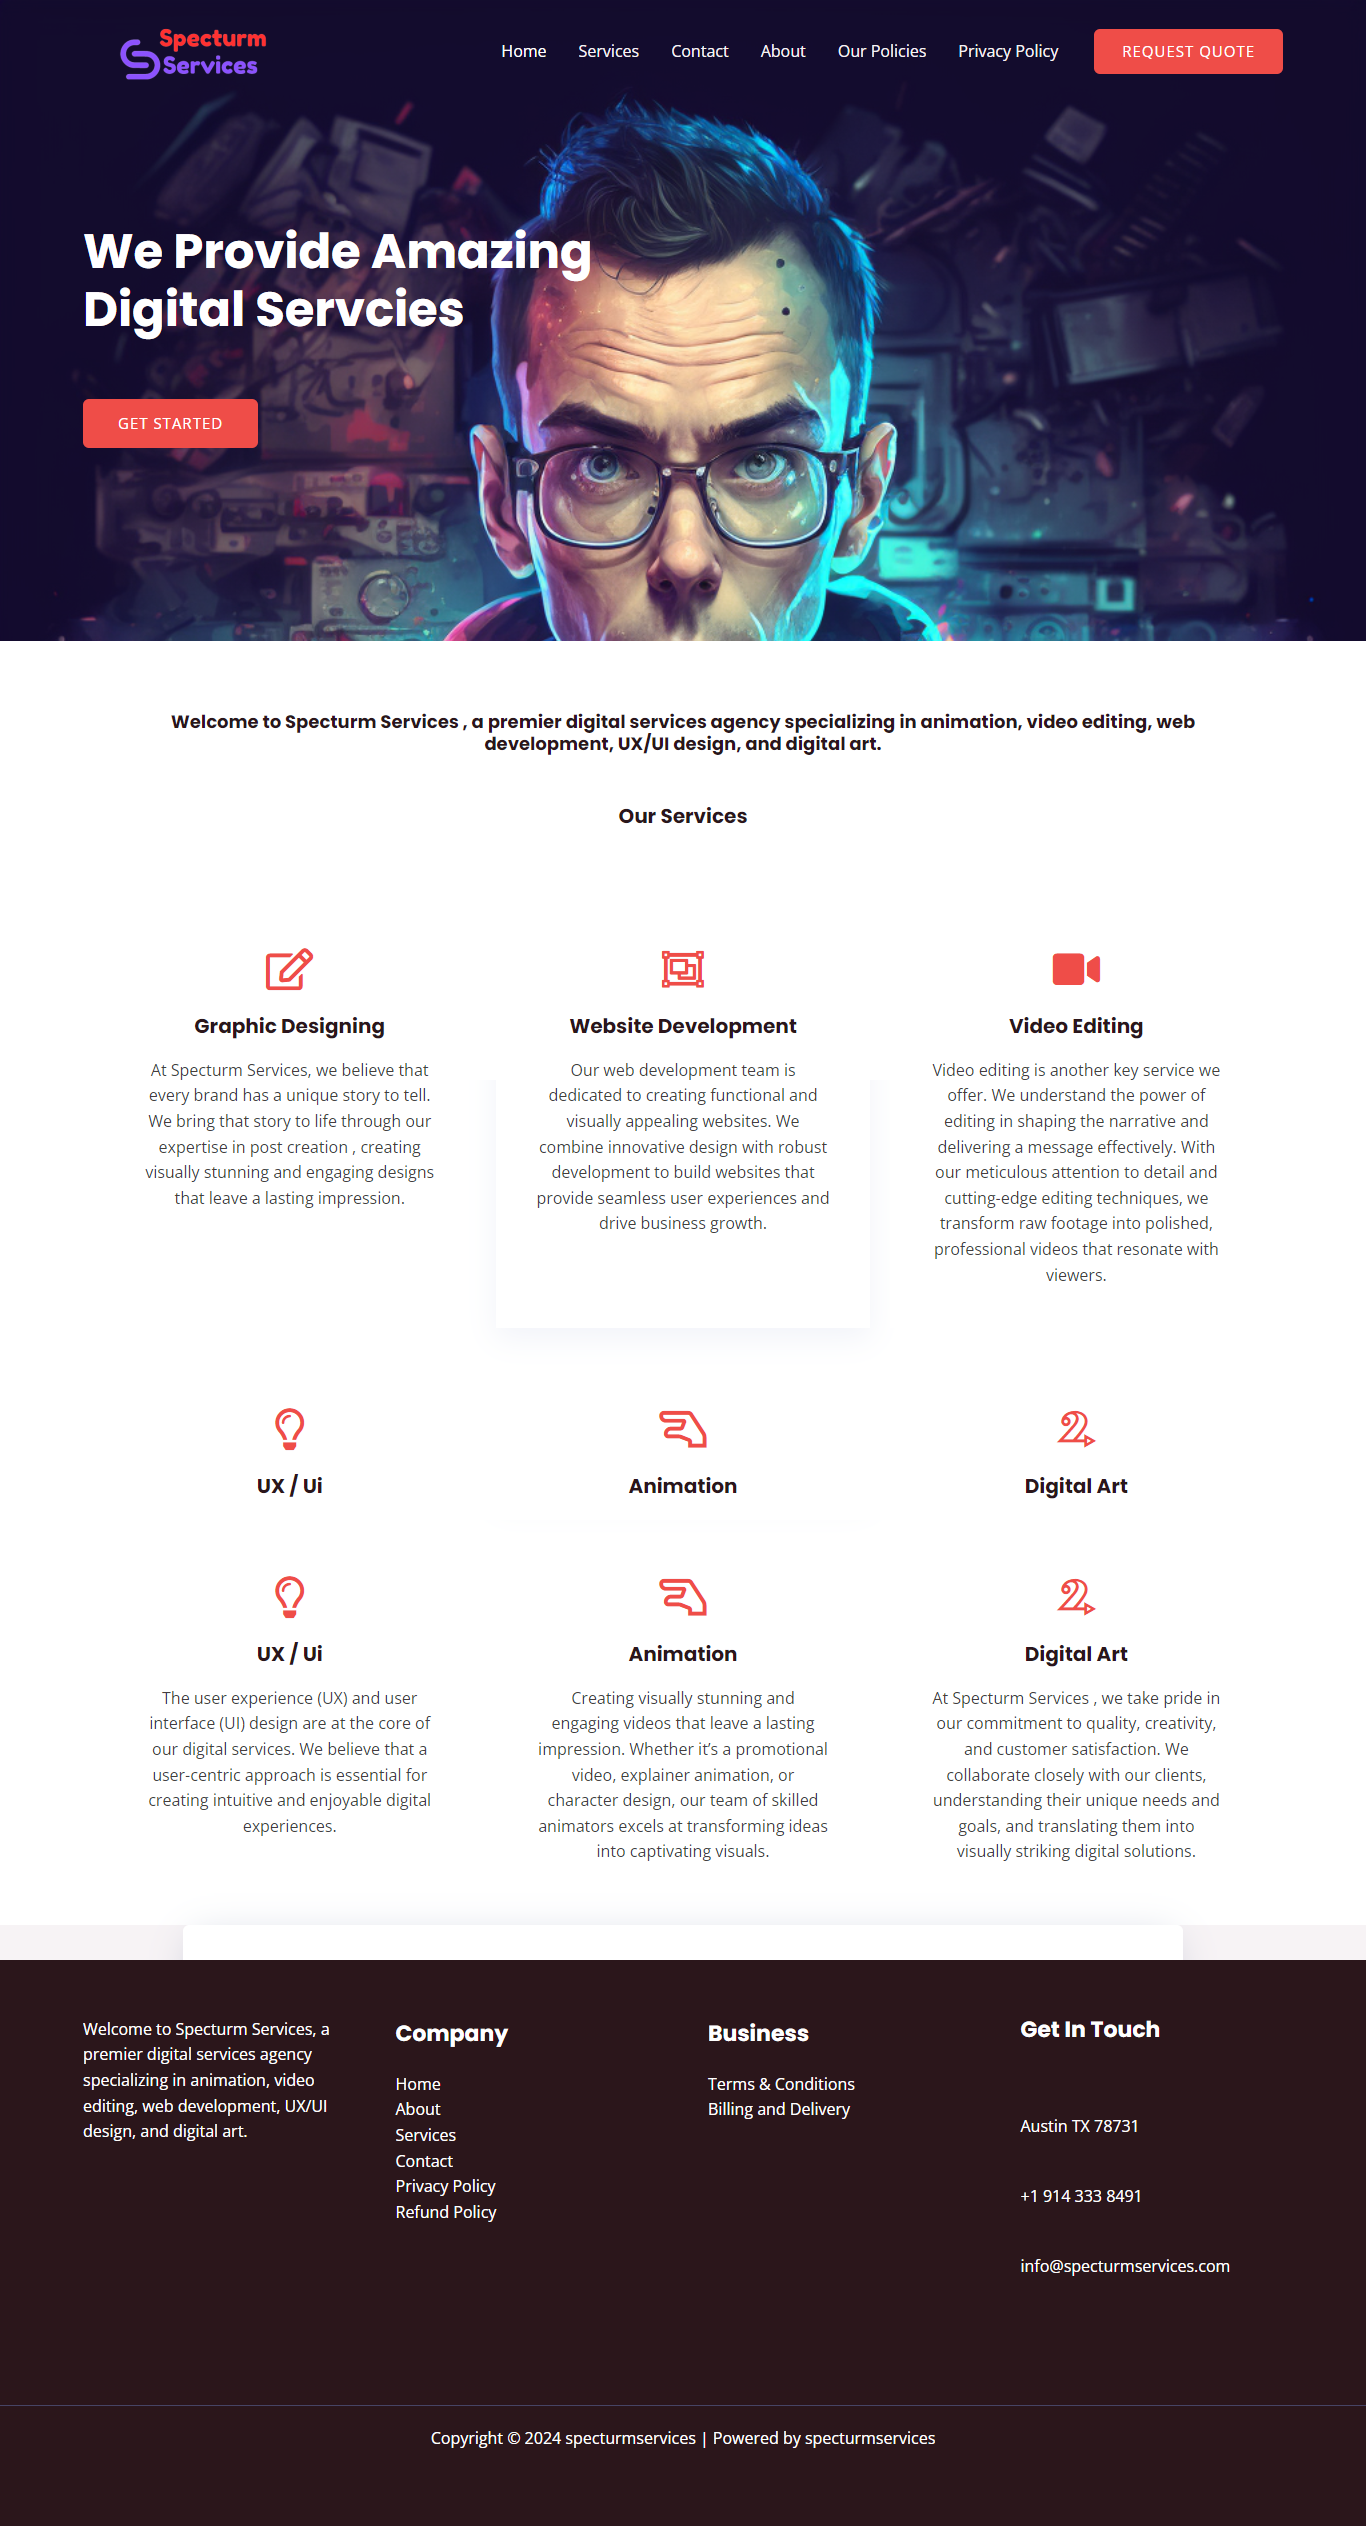 Specturm
Services
Home Services Contact About Our Policies Privacy Policy REQUEST QUOTE
We Provide Amazing
Digital Servcies
GET STARTED
Welcome to Specturm Services , a premier digital services agency specializing in animation, video editing, web
development, UX/UI design, and digital art.
Our Services
Graphic Designing
At Specturm Services, we believe that
every brand has a unique story to tell.
We bring that story to life through our
expertise in post creation , creating
visually stunning and engaging designs
that leave a lasting impression.
Website Development
Our web development team is
dedicated to creating functional and
visually appealing websites. We
combine innovative design with robust
development to build websites that
provide seamless user experiences and
drive business growth.
Video Editing
Video editing is another key service we
offer. We understand the power of
editing in shaping the narrative and
delivering a message effectively. With
our meticulous attention to detail and
cutting-edge editing techniques, we
transform raw footage into polished,
professional videos that resonate with
viewers.
UX / Ui
Animation
Digital Art
UX / Ui
The user experience (UX) and user
interface (UI) design are at the core of
our digital services. We believe that a
user-centric approach is essential for
creating intuitive and enjoyable digital
experiences.
Animation
Creating visually stunning and
engaging videos that leave a lasting
impression. Whether it’s a promotional
video, explainer animation, or
character design, our team of skilled
animators excels at transforming ideas
into captivating visuals.
Digital Art
At Specturm Services , we take pride in
our commitment to quality, creativity,
and customer satisfaction. We
collaborate closely with our clients,
understanding their unique needs and
goals, and translating them into
visually striking digital solutions.
Welcome to Specturm Services, a
premier digital services agency
specializing in animation, video
editing, web development, UX/UI
design, and digital art.
Company
Home
About
Services
Contact
Privacy Policy
Refund Policy
Business
Terms & Conditions
Billing and Delivery
Get In Touch
Austin TX 78731
+1 914 333 8491
info@specturmservices.com
Copyright © 2024 specturmservices | Powered by specturmservices